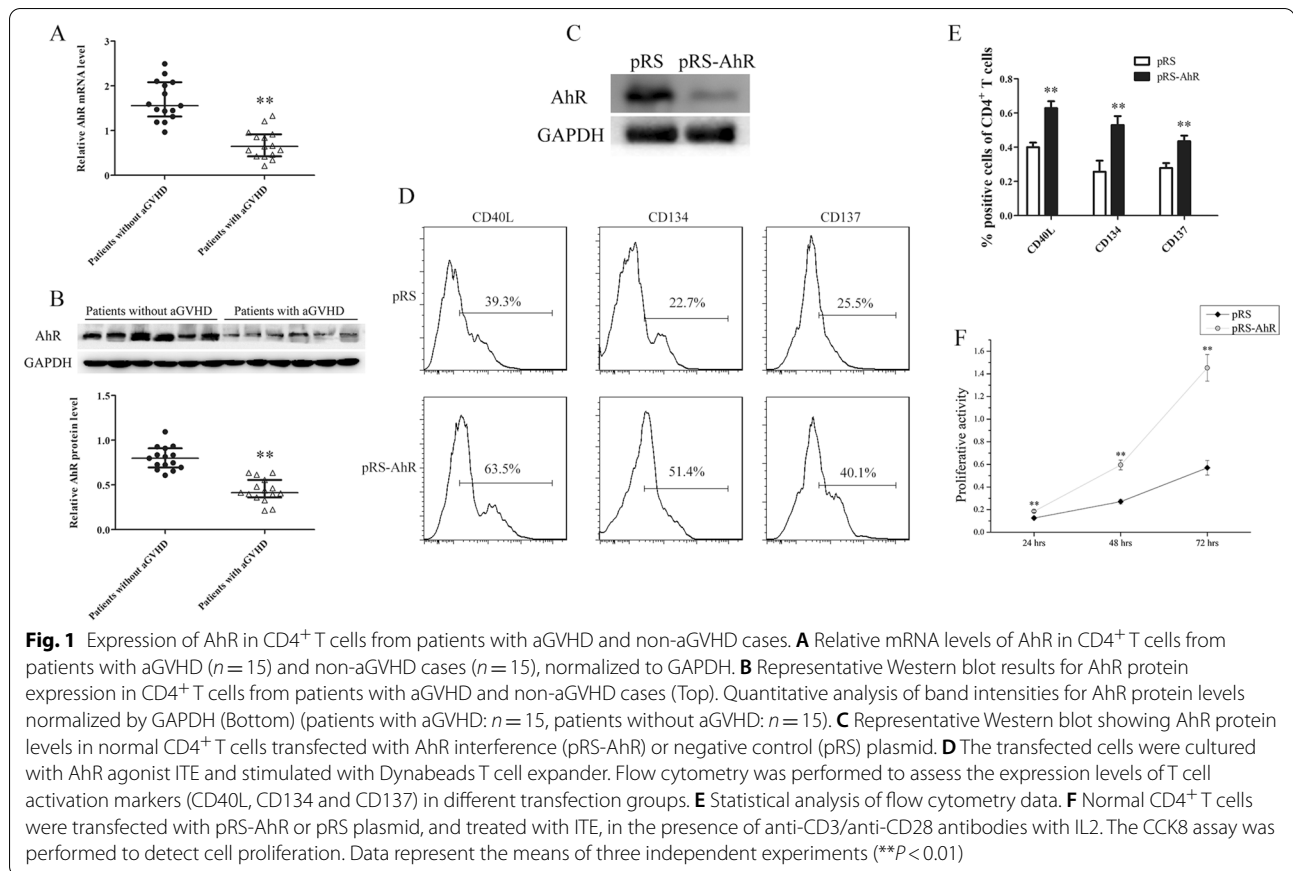 A
Relative AhR mRNA level
3
2
1
0
**
Patients without aGVHD
Patients with aGVHD
B
Patients without aGVHD Patients with aGVHD
AhR
GAPDH
Relative AhR protein level
1.5
1.0
0.5
0.0
**
Patients without aGVHD
Patients with aGVHD
C
pRS pRS-AhR
AhR
GAPDH
D
CD40L CD134 CD137
pRS
39.3% 22.7% 25.5%
pRS-AhR
63.5% 51.4% 40.1%
E
pRS
pRS-AhR
% positive cells of CD4+ T cells
0.8
0.6
0.4
0.2
0.0
** ** **
CD40L CD134 CD137
F
pRS
pRS-AhR
Proliferative activity
1.6
1.4
1.2
1.0
0.8
0.6
0.4
0.2
0.0
** ** **
24 hrs 48 hrs 72 hrs
Fig. 1 Expression of AhR in CD4+ T cells from patients with aGVHD and non-aGVHD cases. A Relative mRNA levels of AhR in CD4+ T cells from
patients with aGVHD (n = 15) and non-aGVHD cases (n = 15), normalized to GAPDH. B Representative Western blot results for AhR protein
expression in CD4+ T cells from patients with aGVHD and non-aGVHD cases (Top). Quantitative analysis of band intensities for AhR protein levels
normalized by GAPDH (Bottom) (patients with aGVHD: n = 15, patients without aGVHD: n = 15). C Representative Western blot showing AhR protein
levels in normal CD4+ T cells transfected with AhR interference (pRS-AhR) or negative control (pRS) plasmid. D The transfected cells were cultured
with AhR agonist ITE and stimulated with Dynabeads T cell expander. Flow cytometry was performed to assess the expression levels of T cell
activation markers (CD40L, CD134 and CD137) in different transfection groups. E Statistical analysis of flow cytometry data. F Normal CD4+ T cells
were transfected with pRS-AhR or pRS plasmid, and treated with ITE, in the presence of anti-CD3/anti-CD28 antibodies with IL2. The CCK8 assay was
performed to detect cell proliferation. Data represent the means of three independent experiments (**P < 0.01)